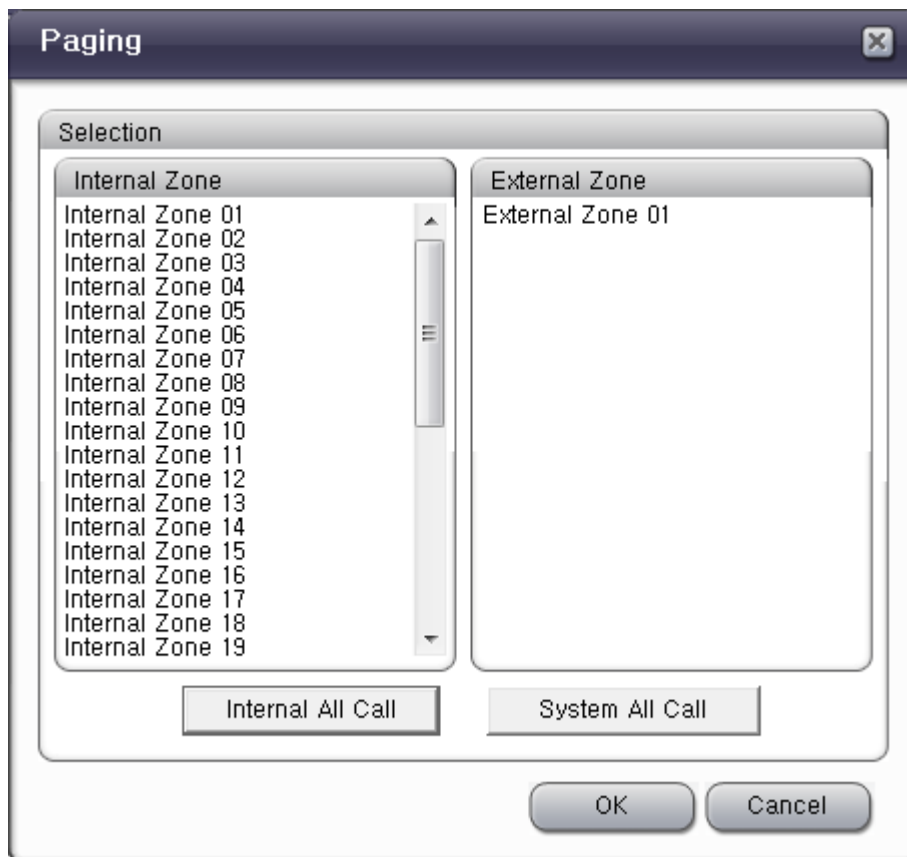 Paging
Selection
Internal Zone
Internal Zone 01
Internal Zone 02
Internal Zone 03
Internal Zone 04
Internal Zone 05
Internal Zone 06
Internal Zone 07
Internal Zone 08
Internal Zone 09
Internal Zone 10
Internal Zone 11
Internal Zone 12
Internal Zone 13
Internal Zone 14
Internal Zone 15
Internal Zone 16
Internal Zone 17
Internal Zone 18
Internal Zone 19
External Zone
External Zone 01
Internal All Call
System All Call
OK
Cancel